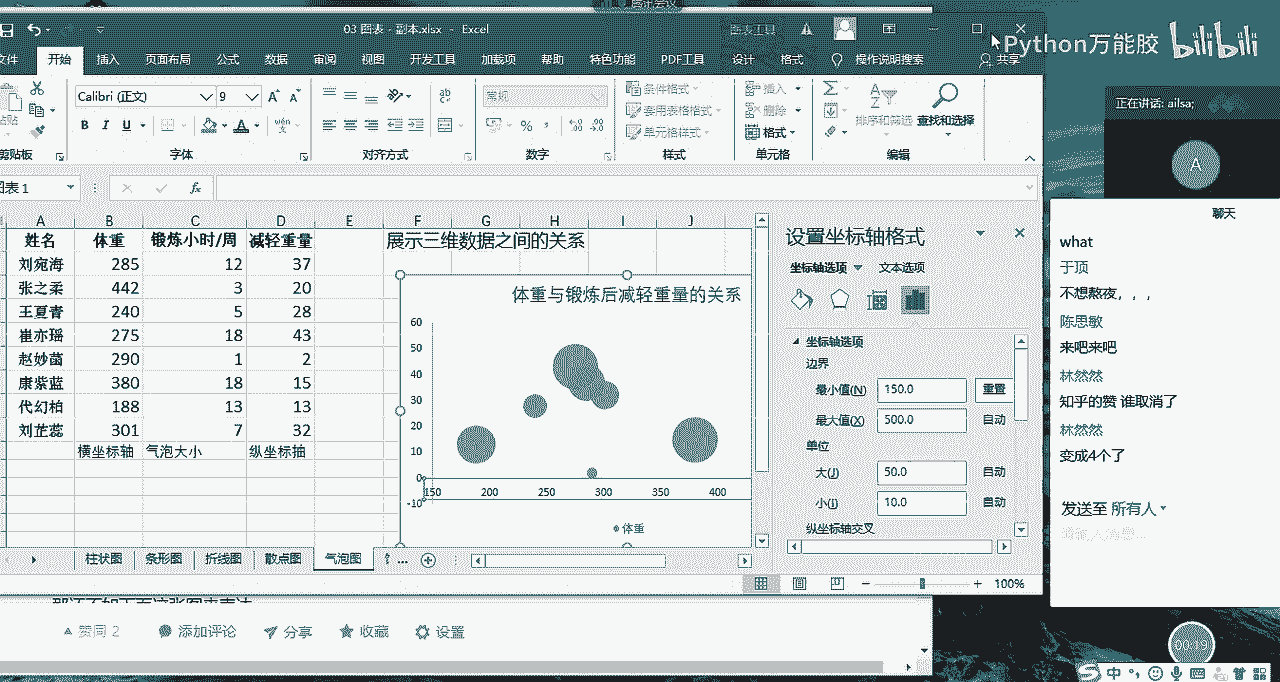 03 图表 - 副本.xlsx - Excel
图表工具
Python万能胶 bilibili
文件 开始 插入 页面布局 公式 数据 审阅 视图 开发工具 加载项 帮助 特色功能 PDF工具 设计 格式 操作说明搜索 共享
粘贴
Calibri (正文) 9
常规
条件格式
套用表格格式
单元格样式
插入
删除
格式
排序和筛选 查找和选择
剪贴板 字体 对齐方式 数字 样式 单元格 编辑
图表 1
正在讲话: ailsa;
A
A B C D E F G H I J
姓名 体重 锻炼小时/周 减轻重量 展示三维数据之间的关系
刘宛海 285 12 37
张之柔 442 3 20
王夏青 240 5 28
崔亦瑶 275 18 43
赵妙菡 290 1 2
康紫蓝 380 18 15
代幻柏 188 13 13
刘芷蕊 301 7 32
横坐标轴 气泡大小 纵坐标抽
体重与锻炼后减轻重量的关系
60
50
40
30
20
10
0
-10
150 200 250 300 350 400
体重
设置坐标轴格式
坐标轴选项 文本选项
坐标轴选项
边界
最小值(N) 150.0 重置
最大值(X) 500.0 自动
单位
大(J) 50.0 自动
小(I) 10.0 自动
纵坐标轴交叉
聊天
what
于顶
不想熬夜，，，
陈思敏
来吧来吧
林然然
知乎的赞 谁取消了
林然然
变成4个了
发送至 所有人
请输入消息...
柱状图 条形图 折线图 散点图 气泡图 ...
100%
赞同 2 添加评论 分享 收藏 设置
00:19
中